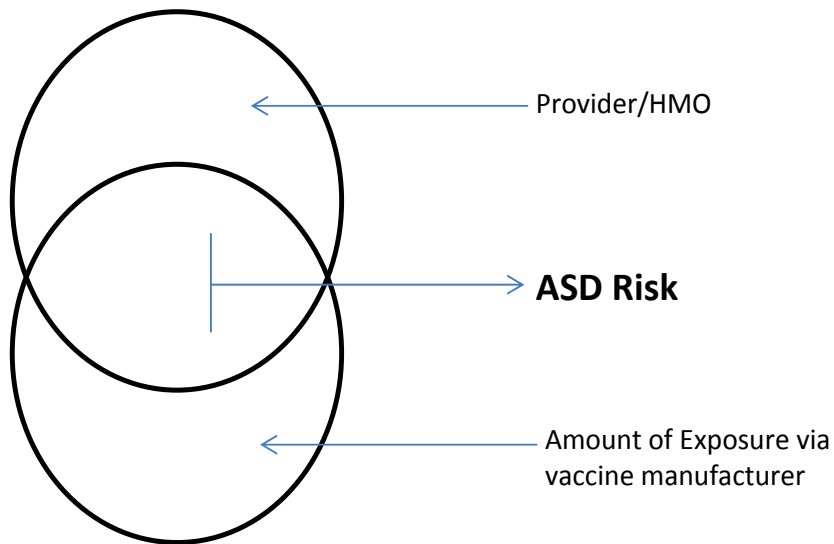 Provider/HMO
ASD Risk
Amount of Exposure via
vaccine manufacturer